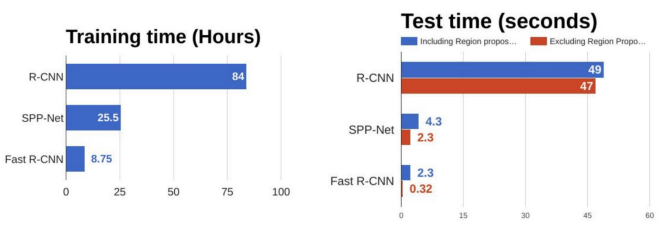 Training time (Hours)
R-CNN
84
SPP-Net
25.5
Fast R-CNN
8.75
0 25 50 75 100
Test time (seconds)
Including Region propos... Excluding Region Propo...
R-CNN
49
47
SPP-Net
4.3
2.3
Fast R-CNN
2.3
0.32
0 15 30 45 60